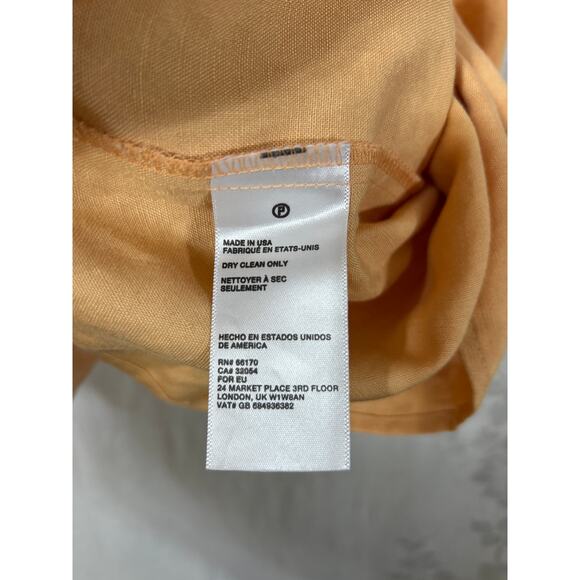 P
MADE IN USA
FABRIQUÉ EN ETATS-UNIS
DRY CLEAN ONLY
NETTOYER À SEC
SEULEMENT
HECHO EN ESTADOS UNIDOS
DE AMERICA
RN# 66170
CA# 32054
FOR EU
24 MARKET PLACE 3RD FLOOR
LONDON, UK W1W8AN
VAT# GB 684936382